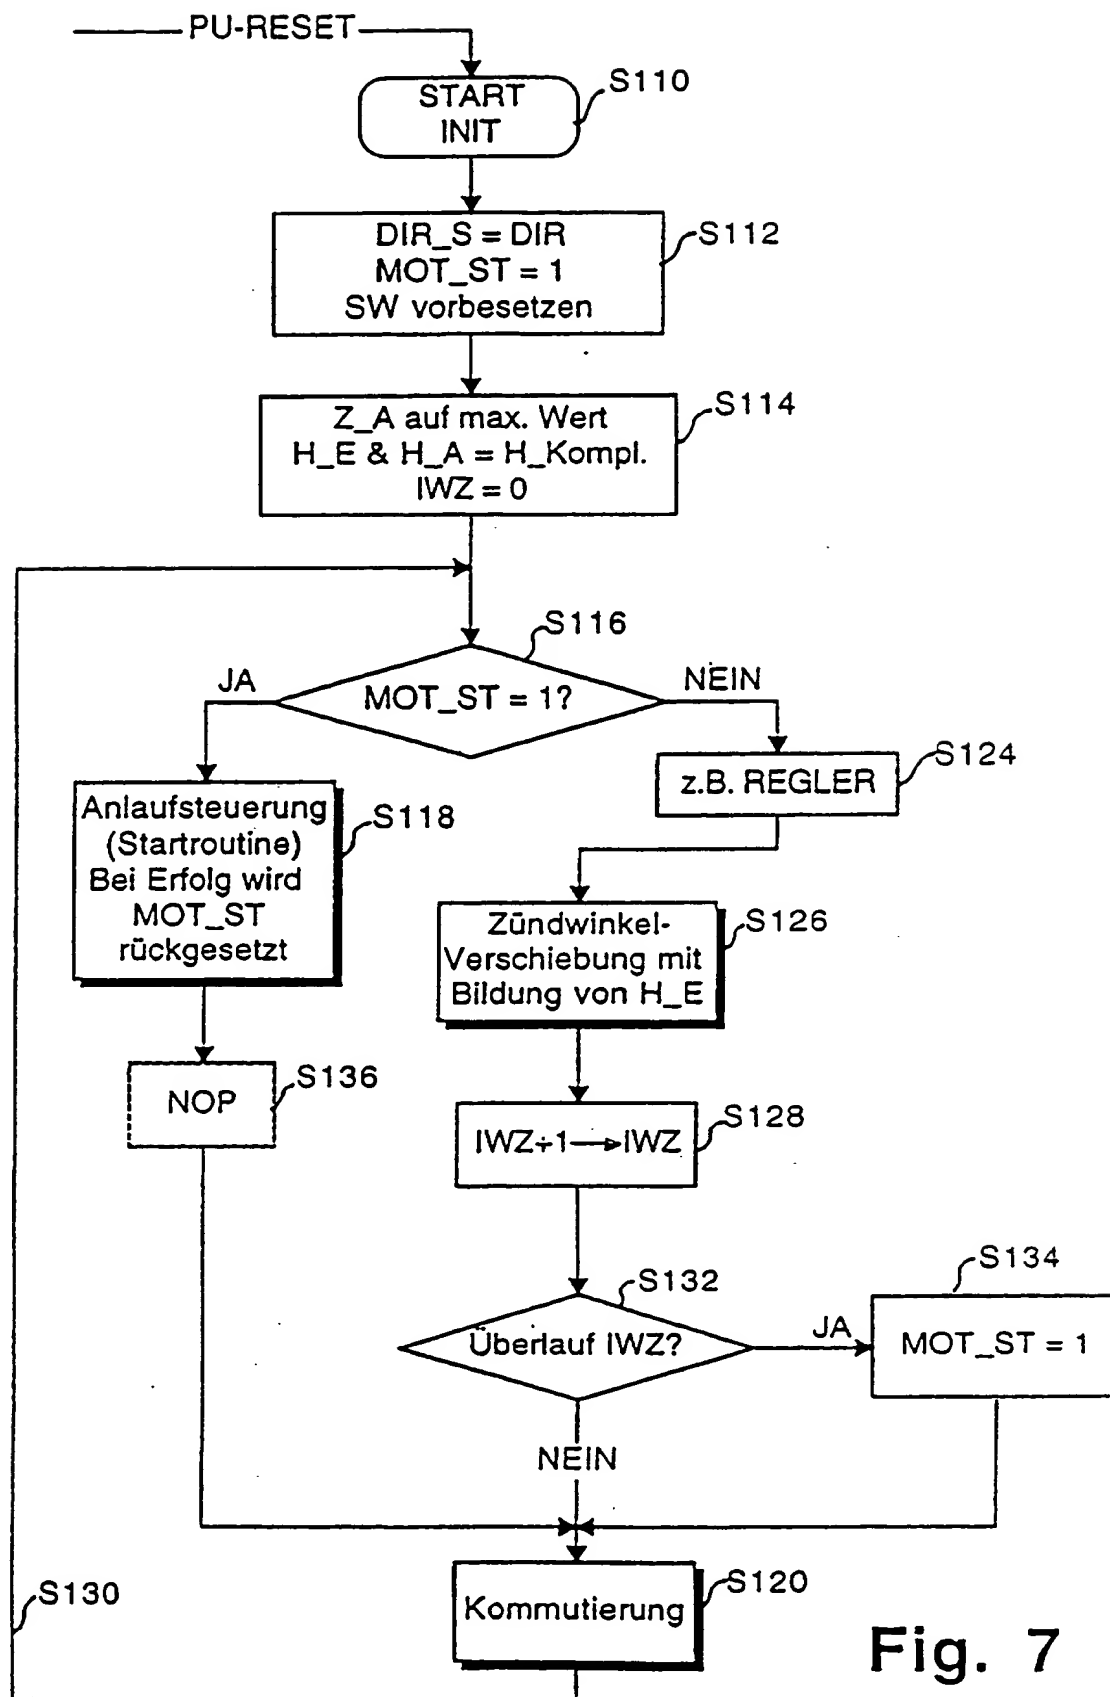 PU-RESET
START
INIT
S110
DIR_S = DIR
MOT_ST = 1
SW vorbesetzen
S112
Z_A auf max. Wert
H_E & H_A = H_Kompl.
IWZ = 0
S114
S116
JA
MOT_ST = 1?
NEIN
S124
z.B. REGLER
Anlaufsteuerung
(Startroutine)
Bei Erfolg wird
MOT_ST
rückgesetzt
S118
Zündwinkel-
Verschiebung mit
Bildung von H_E
S126
NOP
S136
IWZ+1→IWZ
S128
S132
Überlauf IWZ?
JA
S134
MOT_ST = 1
NEIN
S130
Kommutierung
S120
Fig. 7